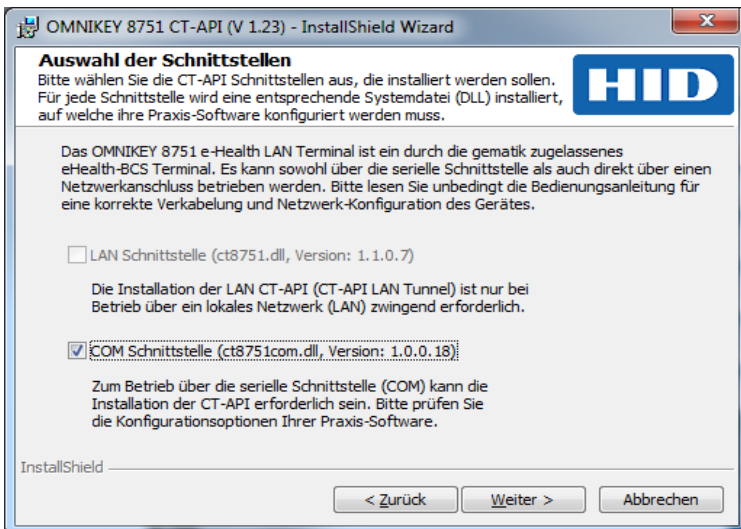 OMNIKEY 8751 CT-API (V 1.23) - InstallShield Wizard
Auswahl der Schnittstellen
Bitte wählen Sie die CT-API Schnittstellen aus, die installiert werden sollen.
Für jede Schnittstelle wird eine entsprechende Systemdatei (DLL) installiert,
auf welche ihre Praxis-Software konfiguriert werden muss.
HID
Das OMNIKEY 8751 e-Health LAN Terminal ist ein durch die gematik zugelassenes
eHealth-BCS Terminal. Es kann sowohl über die serielle Schnittstelle als auch direkt über einen
Netzwerkanschluss betrieben werden. Bitte lesen Sie unbedingt die Bedienungsanleitung für
eine korrekte Verkabelung und Netzwerk-Konfiguration des Gerätes.
LAN Schnittstelle (ct8751.dll, Version: 1.1.0.7)
Die Installation der LAN CT-API (CT-API LAN Tunnel) ist nur bei
Betrieb über ein lokales Netzwerk (LAN) zwingend erforderlich.
COM Schnittstelle (ct8751com.dll, Version: 1.0.0.18)
Zum Betrieb über die serielle Schnittstelle (COM) kann die
Installation der CT-API erforderlich sein. Bitte prüfen Sie
die Konfigurationsoptionen Ihrer Praxis-Software.
InstallShield
< Zurück
Weiter >
Abbrechen